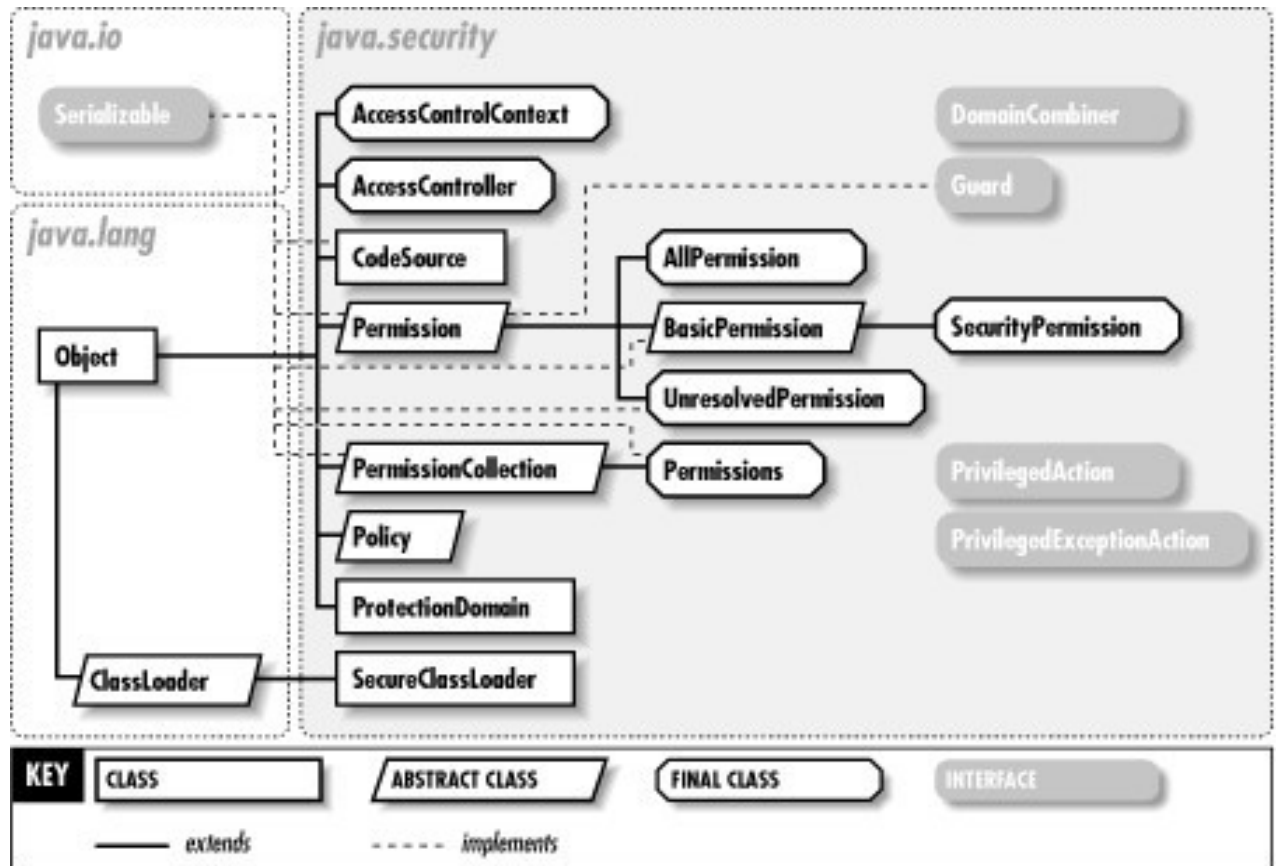 java.io
java.security
Serializable
AccessControlContext
DomainCombiner
AccessController
Guard
java.lang
CodeSource
AllPermission
Object
Permission
BasicPermission
SecurityPermission
UnresolvedPermission
PermissionCollection
Permissions
PrivilegedAction
Policy
PrivilegedExceptionAction
ProtectionDomain
ClassLoader
SecureClassLoader
KEY
CLASS
ABSTRACT CLASS
FINAL CLASS
INTERFACE
extends
implements